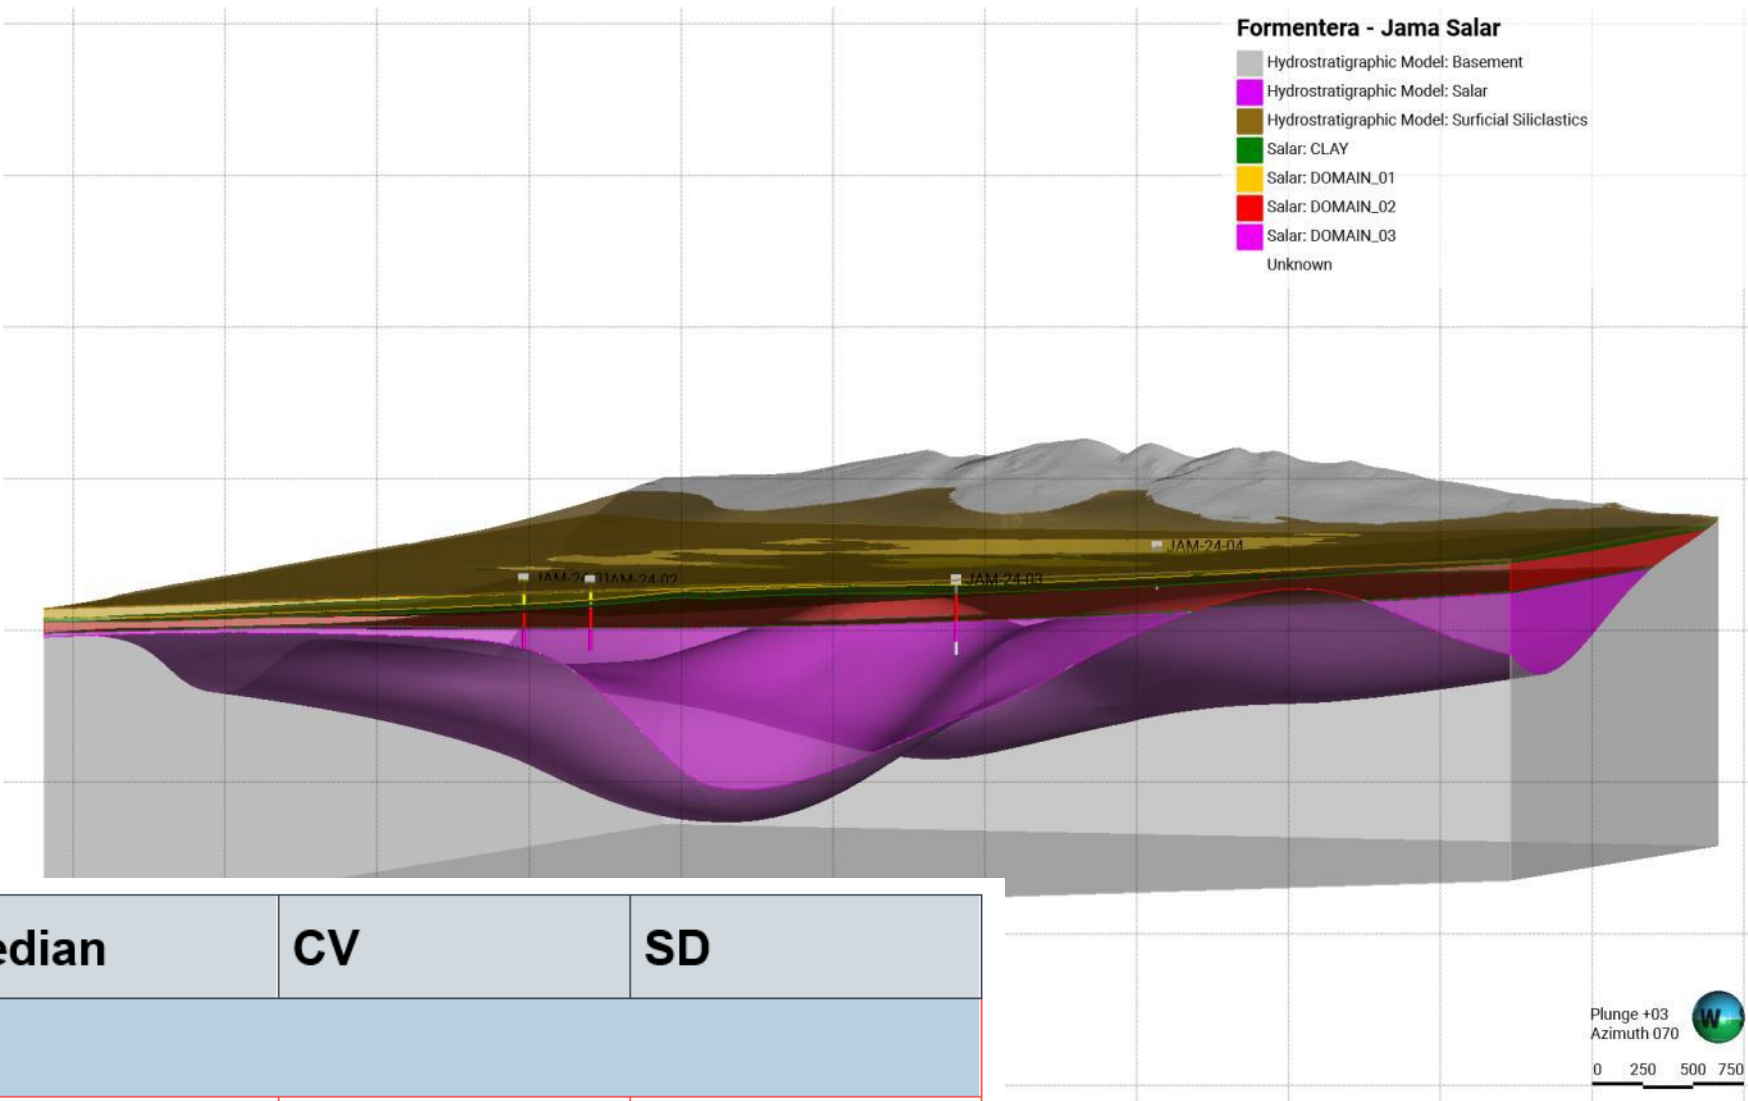 Formentera - Jama Salar
Hydrostratigraphic Model: Basement
Hydrostratigraphic Model: Salar
Hydrostratigraphic Model: Surficial Siliclastics
Salar: CLAY
Salar: DOMAIN_01
Salar: DOMAIN_02
Salar: DOMAIN_03
Unknown
JAM-24-04
JAM-24-02
JAM-24-03
edian CV SD
Plunge +03
Azimuth 070
W
0 250 500 750